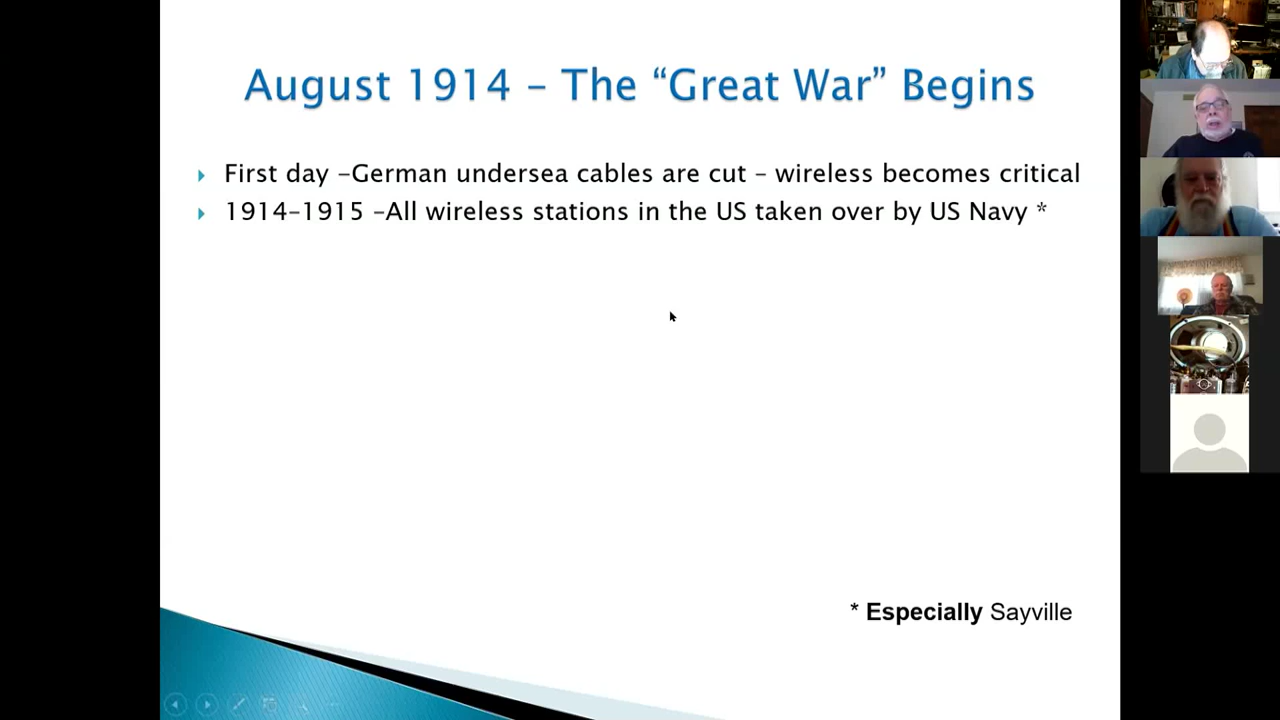 August 1914 – The “Great War” Begins
First day –German undersea cables are cut – wireless becomes critical
1914–1915 –All wireless stations in the US taken over by US Navy *
* Especially Sayville